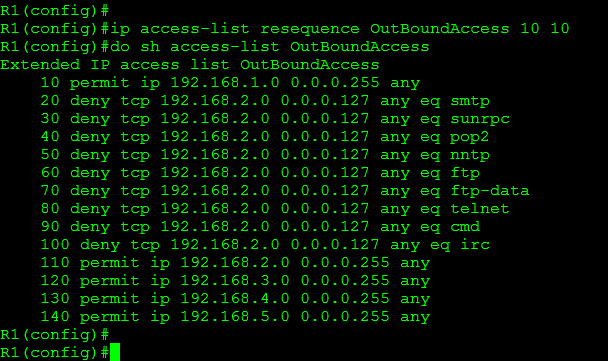 R1(config)#
R1(config)#ip access-list resequence OutBoundAccess 10 10
R1(config)#do sh access-list OutBoundAccess
Extended IP access list OutBoundAccess
    10 permit ip 192.168.1.0 0.0.0.255 any
    20 deny tcp 192.168.2.0 0.0.0.127 any eq smtp
    30 deny tcp 192.168.2.0 0.0.0.127 any eq sunrpc
    40 deny tcp 192.168.2.0 0.0.0.127 any eq pop2
    50 deny tcp 192.168.2.0 0.0.0.127 any eq nntp
    60 deny tcp 192.168.2.0 0.0.0.127 any eq ftp
    70 deny tcp 192.168.2.0 0.0.0.127 any eq ftp-data
    80 deny tcp 192.168.2.0 0.0.0.127 any eq telnet
    90 deny tcp 192.168.2.0 0.0.0.127 any eq cmd
    100 deny tcp 192.168.2.0 0.0.0.127 any eq irc
    110 permit ip 192.168.2.0 0.0.0.255 any
    120 permit ip 192.168.3.0 0.0.0.255 any
    130 permit ip 192.168.4.0 0.0.0.255 any
    140 permit ip 192.168.5.0 0.0.0.255 any
R1(config)#
R1(config)#